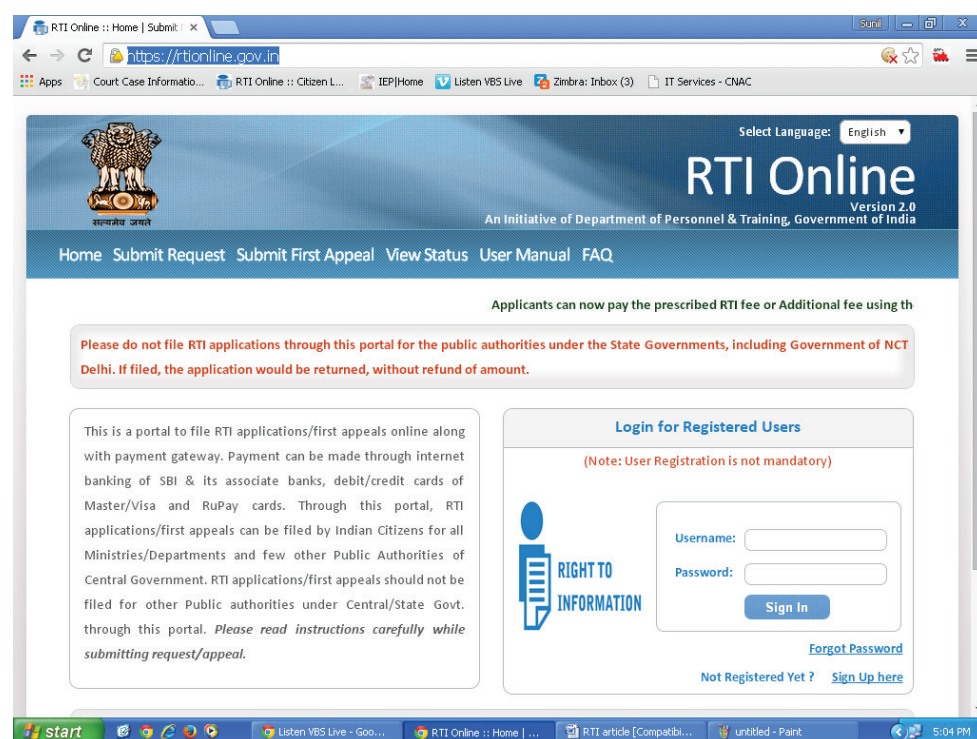 RTI Online :: Home | Submit
Sunil
https://rtionline.gov.in
Apps Court Case Informatio... RTI Online :: Citizen L... IEP|Home Listen VBS Live Zimbra: Inbox (3) IT Services - CNAC
Select Language: English
RTI Online
Version 2.0
An Initiative of Department of Personnel & Training, Government of India
सत्यमेव जयते
Home Submit Request Submit First Appeal View Status User Manual FAQ
Applicants can now pay the prescribed RTI fee or Additional fee using th
Please do not file RTI applications through this portal for the public authorities under the State Governments, including Government of NCT
Delhi. If filed, the application would be returned, without refund of amount.
This is a portal to file RTI applications/first appeals online along
with payment gateway. Payment can be made through internet
banking of SBI & its associate banks, debit/credit cards of
Master/Visa and RuPay cards. Through this portal, RTI
applications/first appeals can be filed by Indian Citizens for all
Ministries/Departments and few other Public Authorities of
Central Government. RTI applications/first appeals should not be
filed for other Public authorities under Central/State Govt.
through this portal. Please read instructions carefully while
submitting request/appeal.
Login for Registered Users
(Note: User Registration is not mandatory)
RIGHT TO
INFORMATION
Username:
Password:
Sign In
Forgot Password
Not Registered Yet ? Sign Up here
start Listen VBS Live - Goo... RTI Online :: Home | ... RTI article [Compatibi... untitled - Paint 5:04 PM